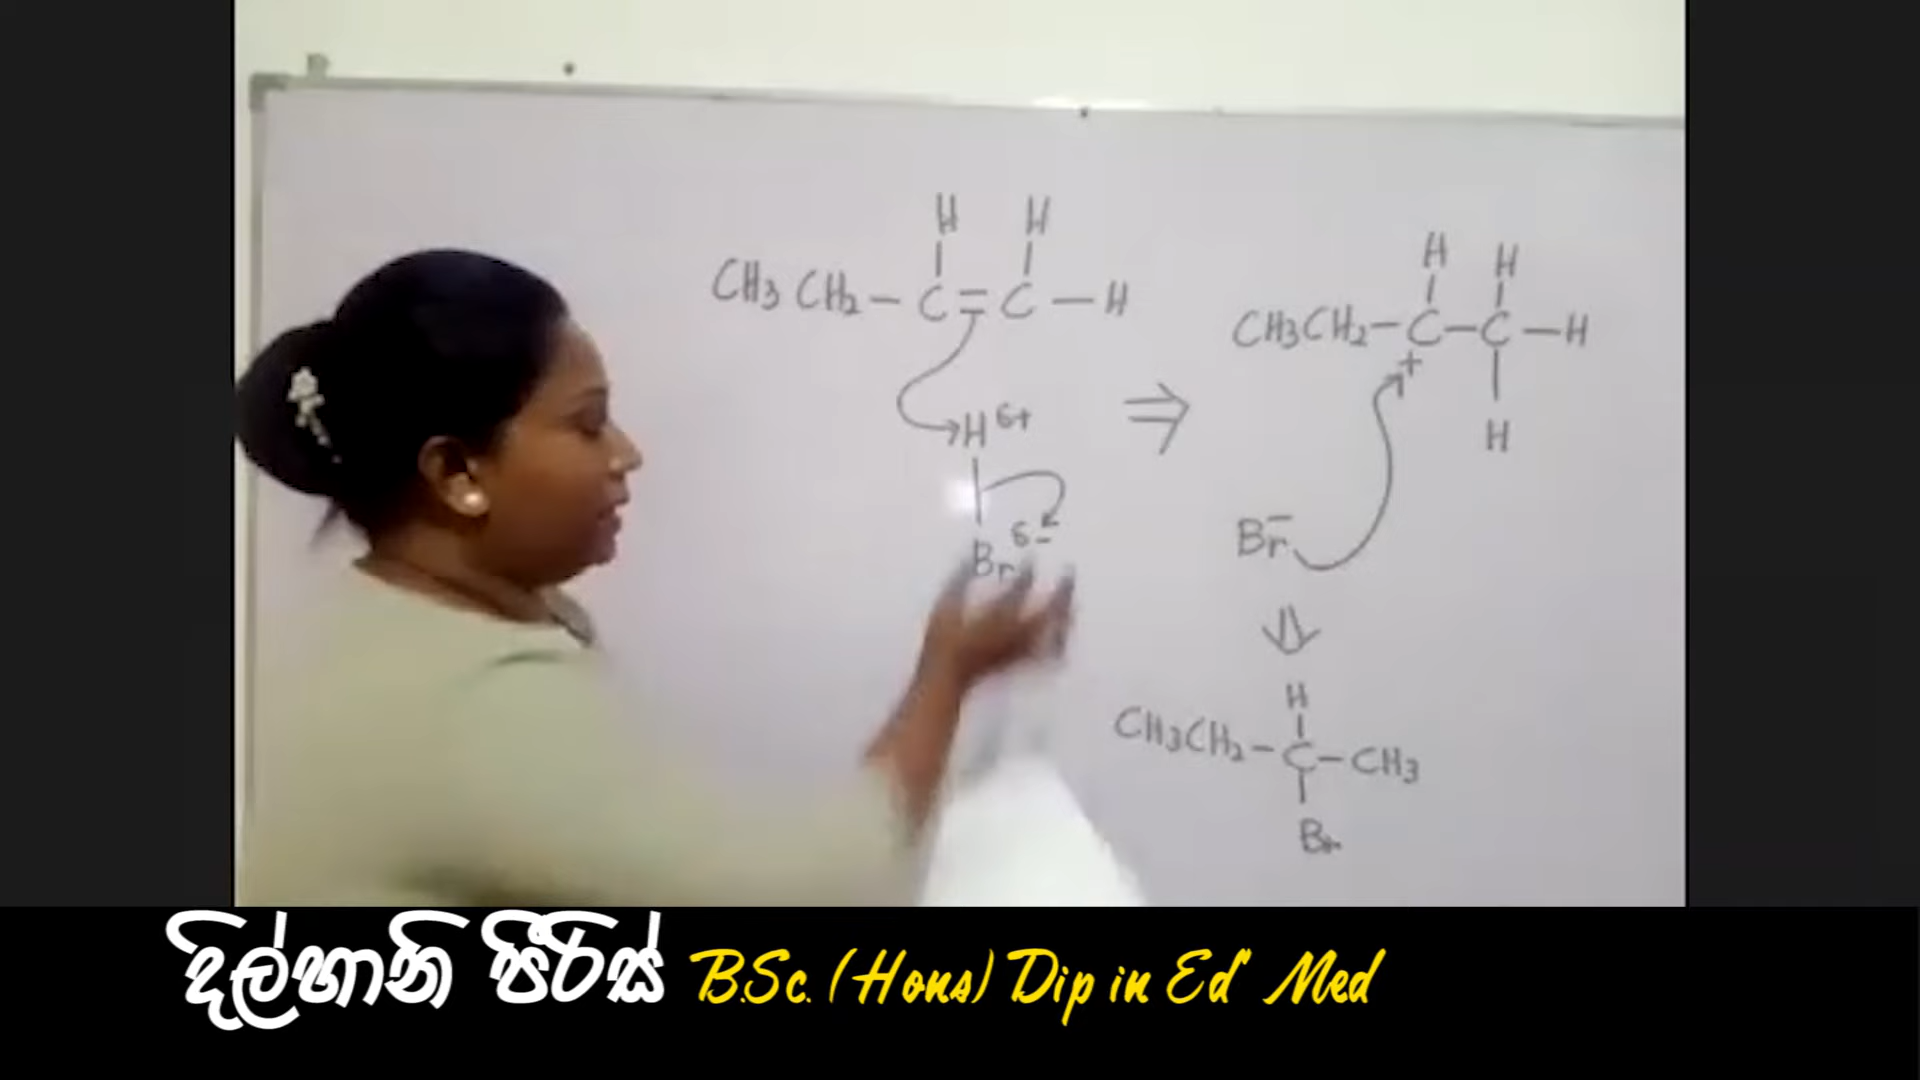 H H
CH3 CH2 - C = C - H
H δ+
Br δ-
⇒
H H
CH3CH2 - C - C - H
+
H
Br-
⇓
H
CH3CH2 - C - CH3
Br
දිල්හානි පීරිස් B.Sc. (Hons) Dip in Ed Med